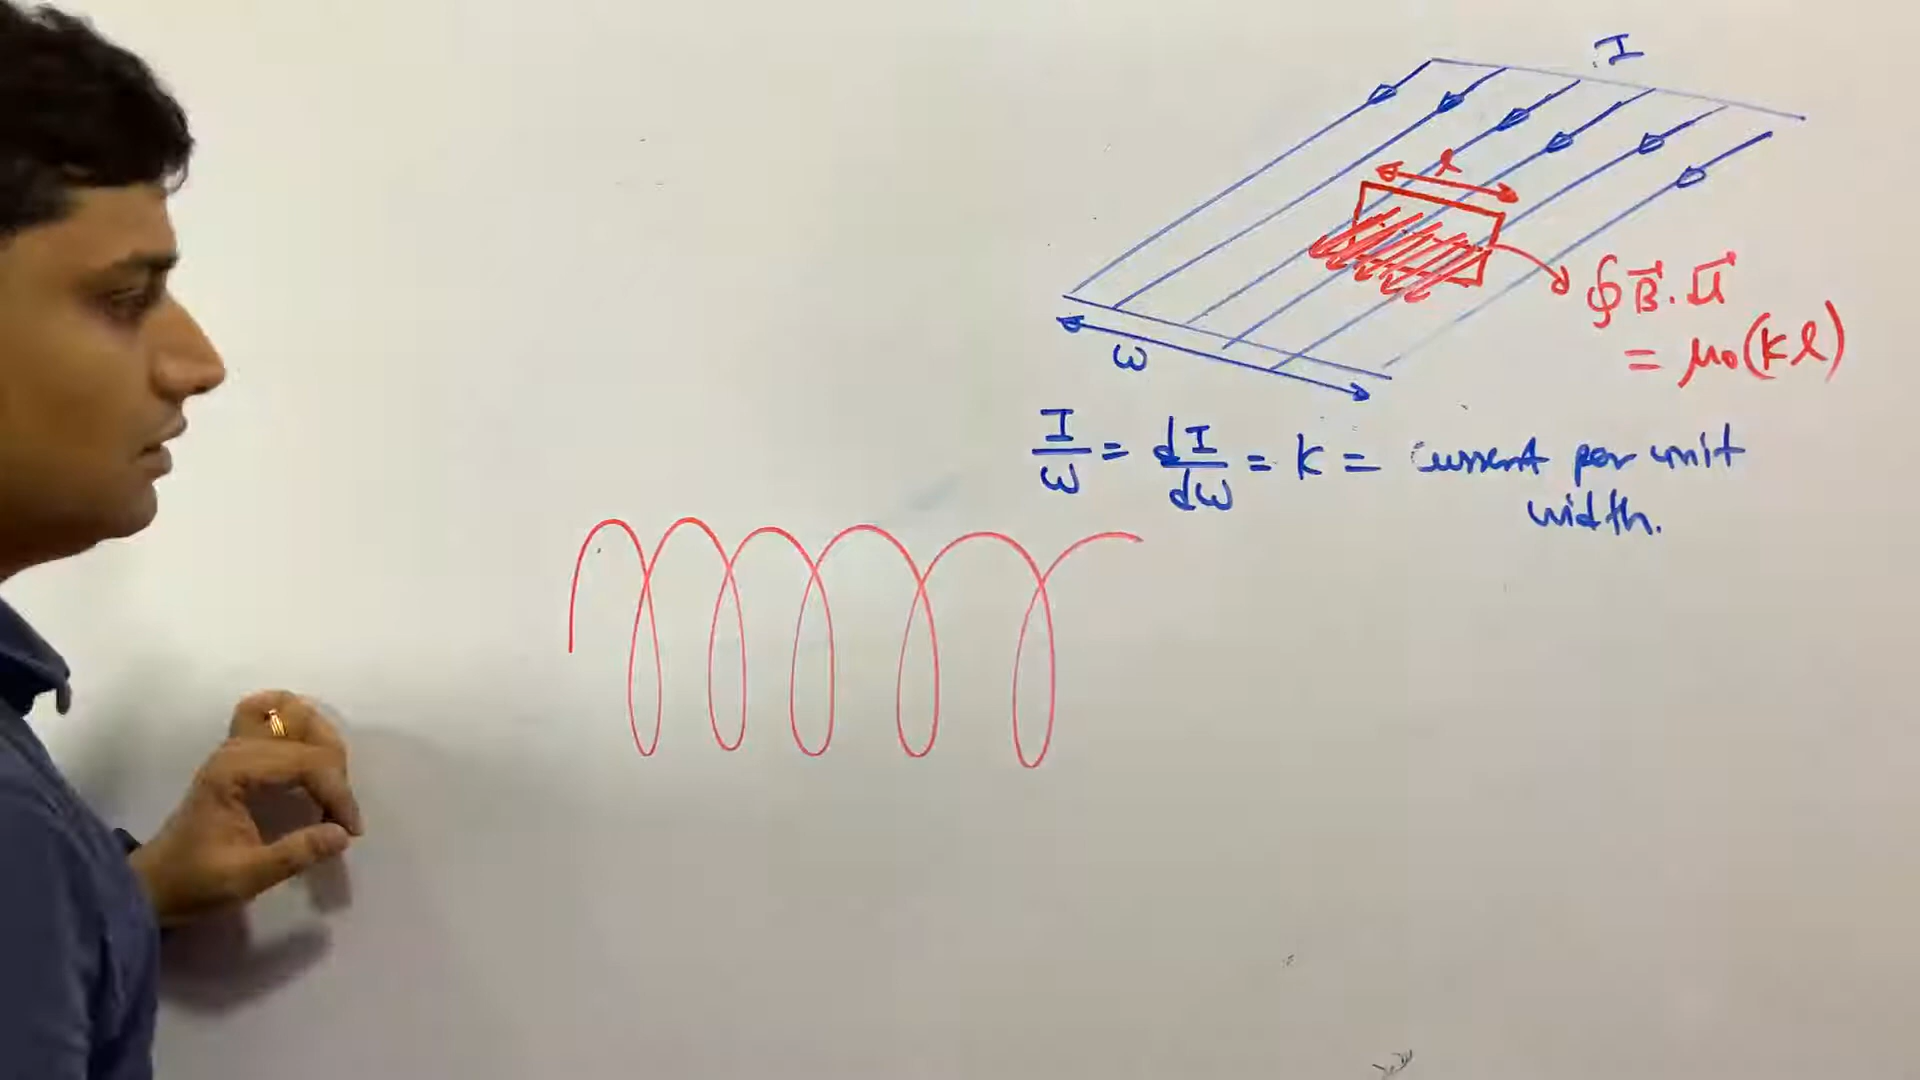 I
l
∮ B⃗. dl⃗
= μ₀(kl)
ω
I/ω = dI/dω = k = current per unit
width.